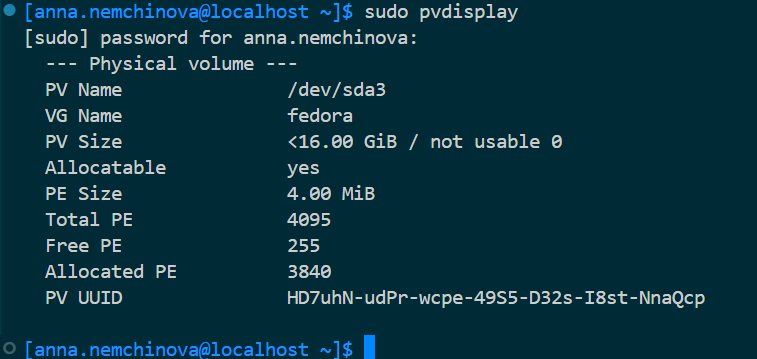 [anna.nemchinova@localhost ~]$ sudo pvdisplay
[sudo] password for anna.nemchinova:
--- Physical volume ---
PV Name /dev/sda3
VG Name fedora
PV Size <16.00 GiB / not usable 0
Allocatable yes
PE Size 4.00 MiB
Total PE 4095
Free PE 255
Allocated PE 3840
PV UUID HD7uhN-udPr-wcpe-49S5-D32s-I8st-NnaQcp
[anna.nemchinova@localhost ~]$